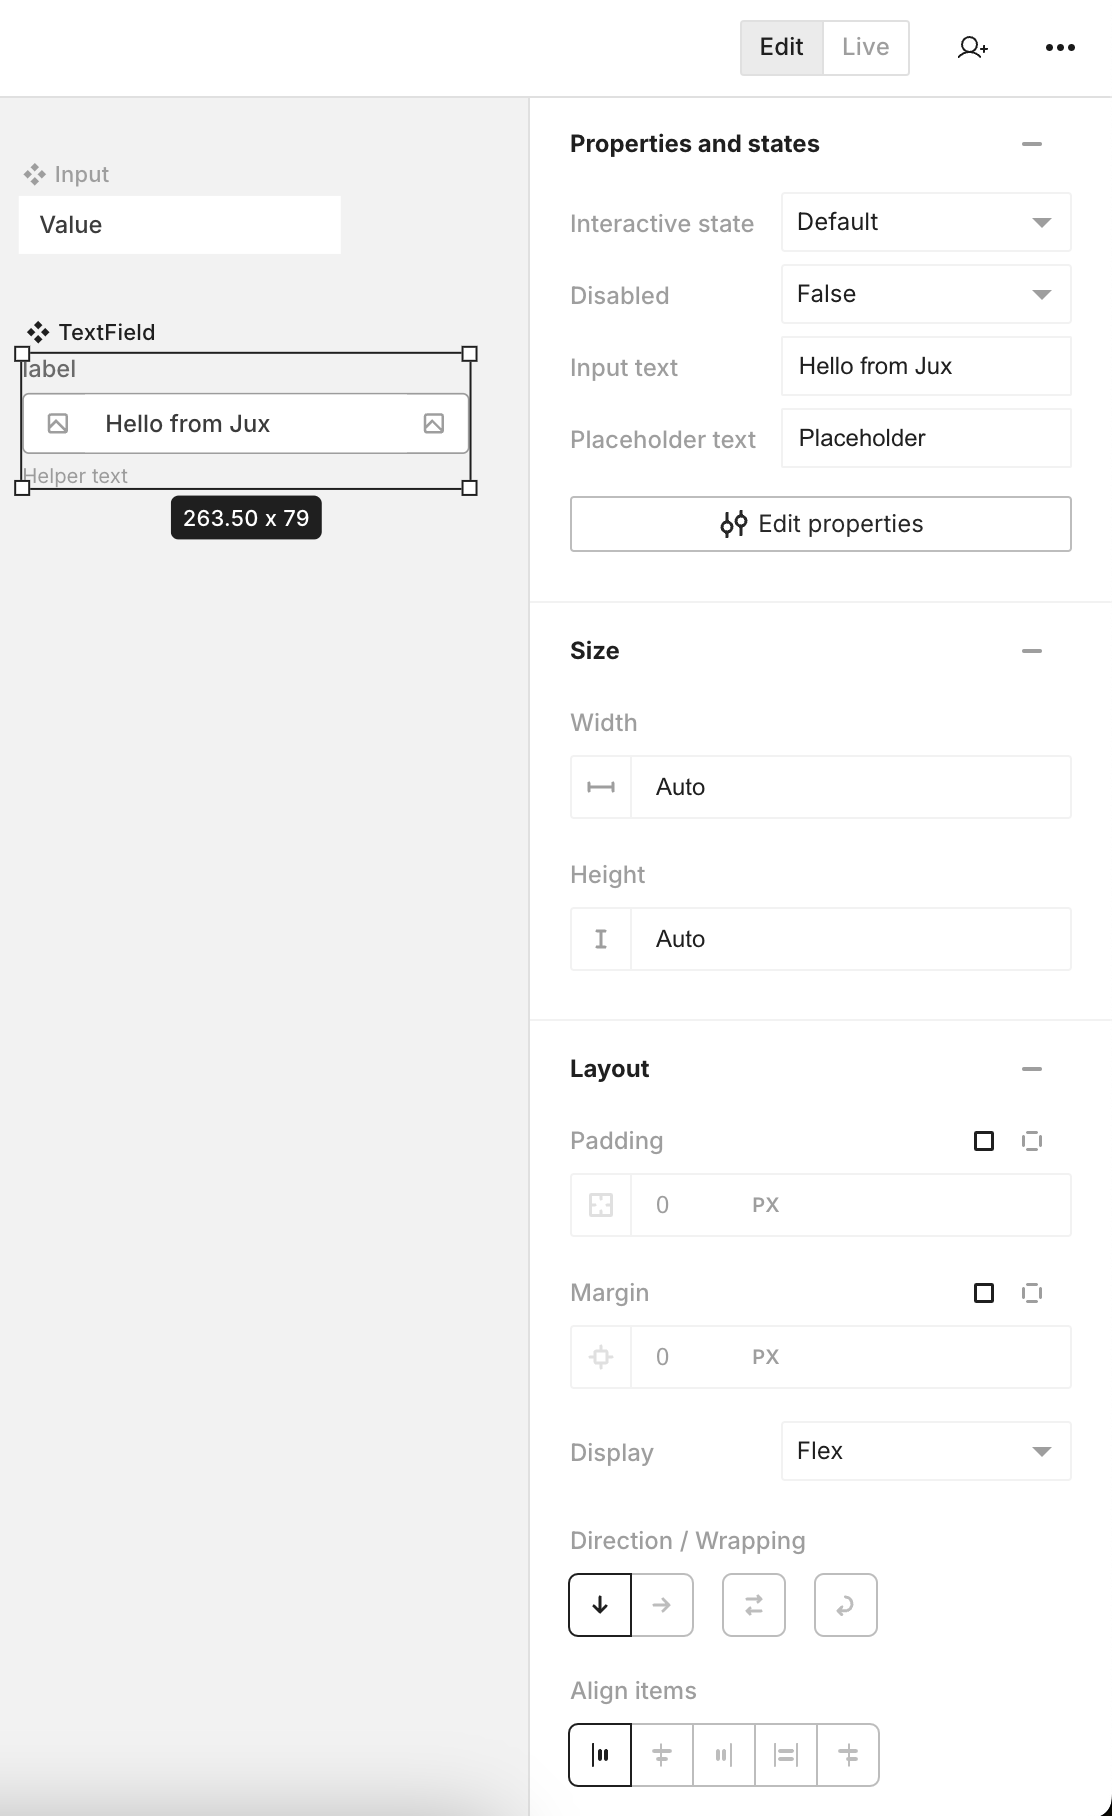 Edit Live
Input
Value
TextField
label
Hello from Jux
Helper text
263.50 x 79
Properties and states
Interactive state Default
Disabled False
Input text Hello from Jux
Placeholder text Placeholder
Edit properties
Size
Width
Auto
Height
Auto
Layout
Padding
0 PX
Margin
0 PX
Display Flex
Direction / Wrapping
Align items